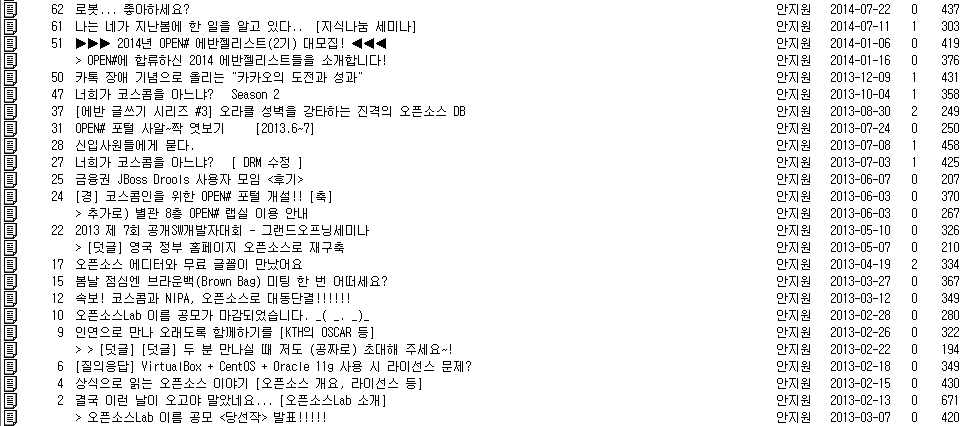 62 로봇... 좋아하세요? 안지원 2014-07-22 0 437
61 나는 네가 지난봄에 한 일을 알고 있다.. [지식나눔 세미나] 안지원 2014-07-11 1 303
51 ▶▶▶ 2014년 OPEN# 에반젤리스트(2기) 대모집! ◀◀◀ 안지원 2014-01-06 0 419
> OPEN#에 합류하신 2014 에반젤리스트들을 소개합니다! 안지원 2014-01-16 0 376
50 카톡 장애 기념으로 올리는 "카카오의 도전과 성과" 안지원 2013-12-09 1 431
47 너희가 코스콤을 아느냐? Season 2 안지원 2013-10-04 1 358
37 [에반 글쓰기 시리즈 #3] 오라클 성벽을 강타하는 진격의 오픈소스 DB 안지원 2013-08-30 2 249
31 OPEN# 포털 사알~짝 엿보기 [2013.6~7] 안지원 2013-07-24 0 250
28 신입사원들에게 묻다. 안지원 2013-07-08 1 458
27 너희가 코스콤을 아느냐? [ DRM 수정 ] 안지원 2013-07-03 1 425
25 금융권 JBoss Drools 사용자 모임 <후기> 안지원 2013-06-07 0 207
24 [경] 코스콤인을 위한 OPEN# 포털 개설!! [축] 안지원 2013-06-03 0 370
> 추가로) 별관 8층 OPEN# 랩실 이용 안내 안지원 2013-06-03 0 267
22 2013 제 7회 공개SW개발자대회 - 그랜드오프닝세미나 안지원 2013-05-10 0 326
> [덧글] 영국 정부 홈페이지 오픈소스로 재구축 안지원 2013-05-07 0 210
17 오픈소스 에디터와 무료 글꼴이 만났어요 안지원 2013-04-19 2 334
15 봄날 점심엔 브라운백(Brown Bag) 미팅 한 번 어떠세요? 안지원 2013-03-27 0 367
12 속보! 코스콤과 NIPA, 오픈소스로 대동단결!!!!!! 안지원 2013-03-12 0 349
10 오픈소스Lab 이름 공모가 마감되었습니다. _( _. _)_ 안지원 2013-02-28 0 280
9 인연으로 만나 오래도록 함께하기를 [KTH의 OSCAR 등] 안지원 2013-02-26 0 322
> > [덧글] [덧글] 두 분 만나실 때 저도 (공짜로) 초대해 주세요~! 안지원 2013-02-22 0 194
6 [질의응답] VirtualBox + CentOS + Oracle 11g 사용 시 라이선스 문제? 안지원 2013-02-18 0 349
4 상식으로 읽는 오픈소스 이야기 [오픈소스 개요, 라이선스 등] 안지원 2013-02-15 0 430
2 결국 이런 날이 오고야 말았네요... [오픈소스Lab 소개] 안지원 2013-02-13 0 671
> 오픈소스Lab 이름 공모 <당선작> 발표!!!!! 안지원 2013-03-07 0 420